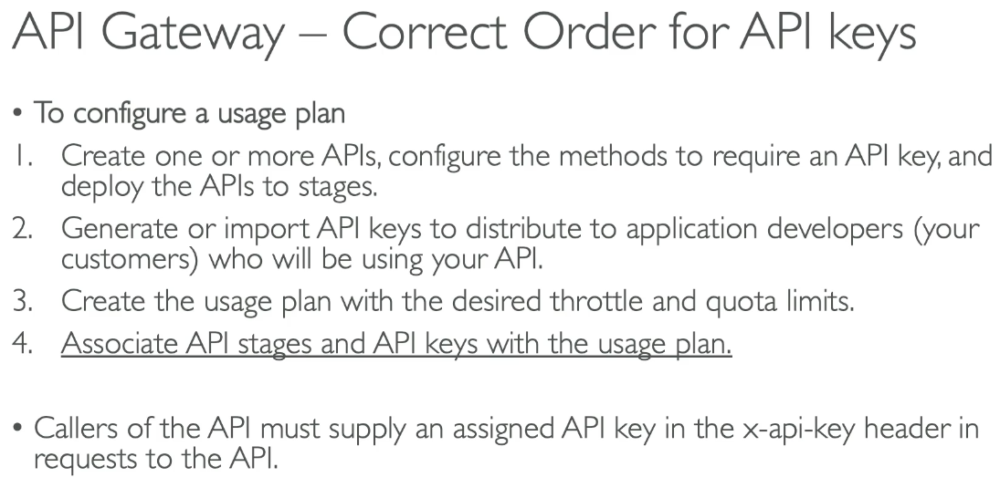 API Gateway – Correct Order for API keys
• To configure a usage plan
1. Create one or more APIs, configure the methods to require an API key, and
deploy the APIs to stages.
2. Generate or import API keys to distribute to application developers (your
customers) who will be using your API.
3. Create the usage plan with the desired throttle and quota limits.
4. Associate API stages and API keys with the usage plan.
• Callers of the API must supply an assigned API key in the x-api-key header in
requests to the API.